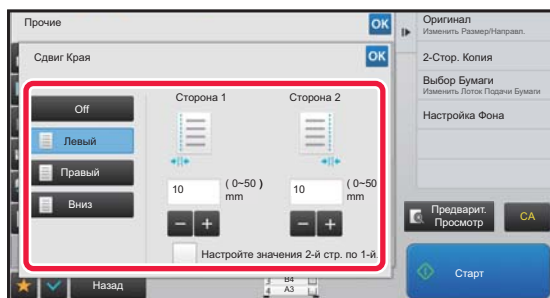 Прочие
OK
Сдвиг Края
OK
Off
Левый
Правый
Вниз
Сторона 1
Сторона 2
10
( 0~50 )
mm
10
( 0~50
mm
Настройте значения 2-й стр. по 1-й.
Назад
3 B4
4 A3
Оригинал
Изменить Размер/Направл.
2-Стор. Копия
Выбор Бумаги
Изменить Лоток Подачи Бумаги
Настройка Фона
Предварит.
Просмотр
CA
Старт